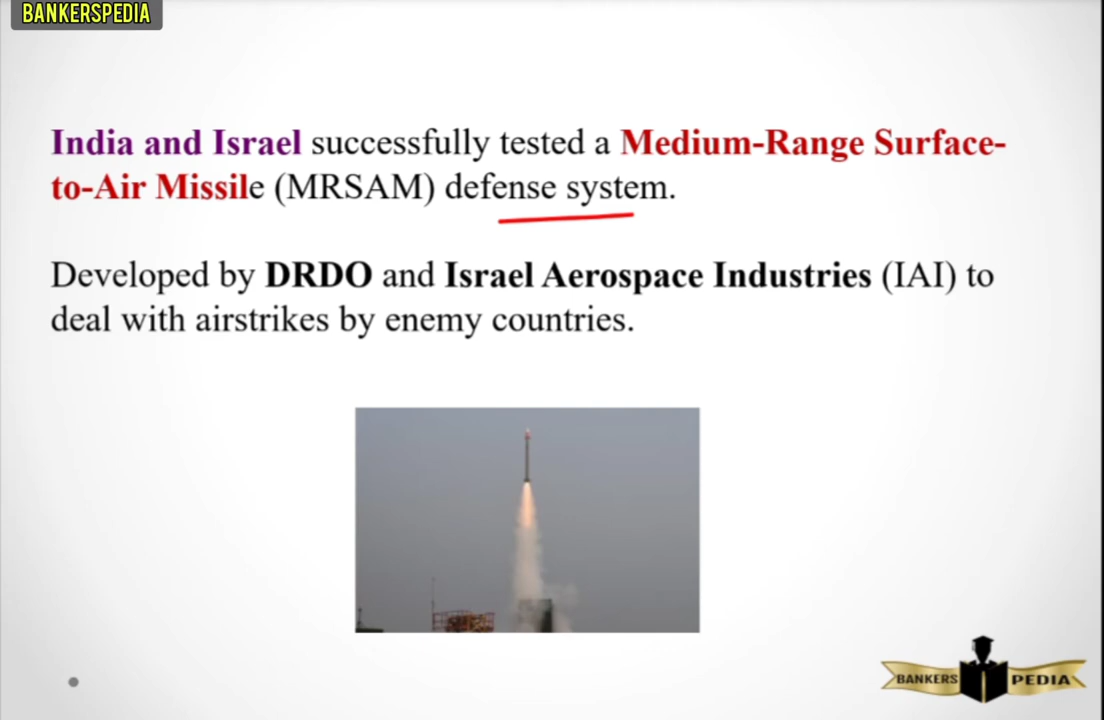 BANKERSPEDIA
India and Israel successfully tested a Medium-Range Surface-
to-Air Missile (MRSAM) defense system.
Developed by DRDO and Israel Aerospace Industries (IAI) to
deal with airstrikes by enemy countries.
BANKERS PEDIA